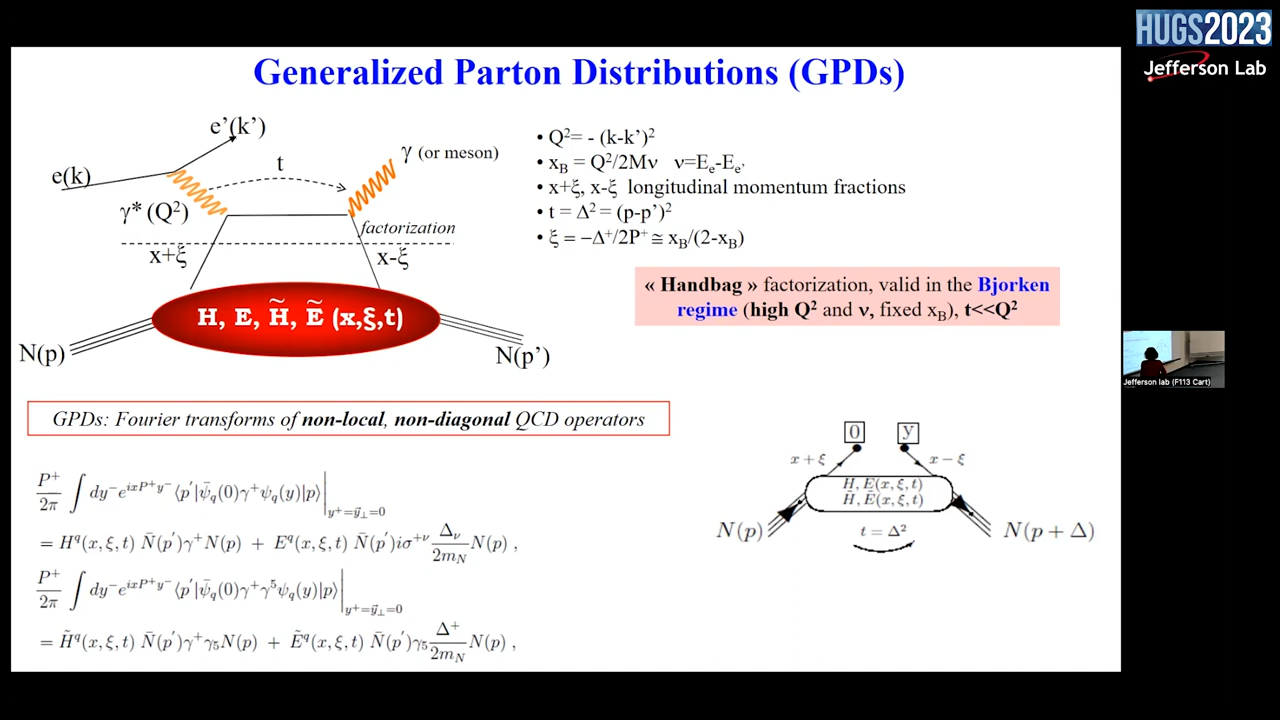 HUGS2023
Jefferson Lab
Generalized Parton Distributions (GPDs)
e'(k')
e(k)
t
γ (or meson)
γ* (Q²)
factorization
x+ξ
x-ξ
H, E, H̃, Ẽ (x,ξ,t)
N(p)
N(p')
• Q²= - (k-k')²
• x_B = Q²/2Mν ν=E_e-E_e'
• x+ξ, x-ξ longitudinal momentum fractions
• t = Δ² = (p-p')²
• ξ = −Δ⁺/2P⁺ ≅ x_B/(2-x_B)
« Handbag » factorization, valid in the Bjorken
regime (high Q² and ν, fixed x_B), t<<Q²
Jefferson lab (F113 Cart)
GPDs: Fourier transforms of non-local, non-diagonal QCD operators
P⁺/2π ∫ dy⁻e^{ixP⁺y⁻}⟨p'|ψ̄_q(0)γ⁺ψ_q(y)|p⟩|_{y⁺=y⃗_⊥=0}
= H^q(x,ξ,t) N̄(p')γ⁺N(p) + E^q(x,ξ,t) N̄(p')iσ^{+ν} Δ_ν/2m_N N(p) ,
P⁺/2π ∫ dy⁻e^{ixP⁺y⁻}⟨p'|ψ̄_q(0)γ⁺γ⁵ψ_q(y)|p⟩|_{y⁺=y⃗_⊥=0}
= H̃^q(x,ξ,t) N̄(p')γ⁺γ₅N(p) + Ẽ^q(x,ξ,t) N̄(p')γ₅ Δ⁺/2m_N N(p) ,
0
y
x+ξ
x−ξ
H, E(x,ξ,t)
H̃, Ẽ(x,ξ,t)
N(p)
t = Δ²
N(p + Δ)